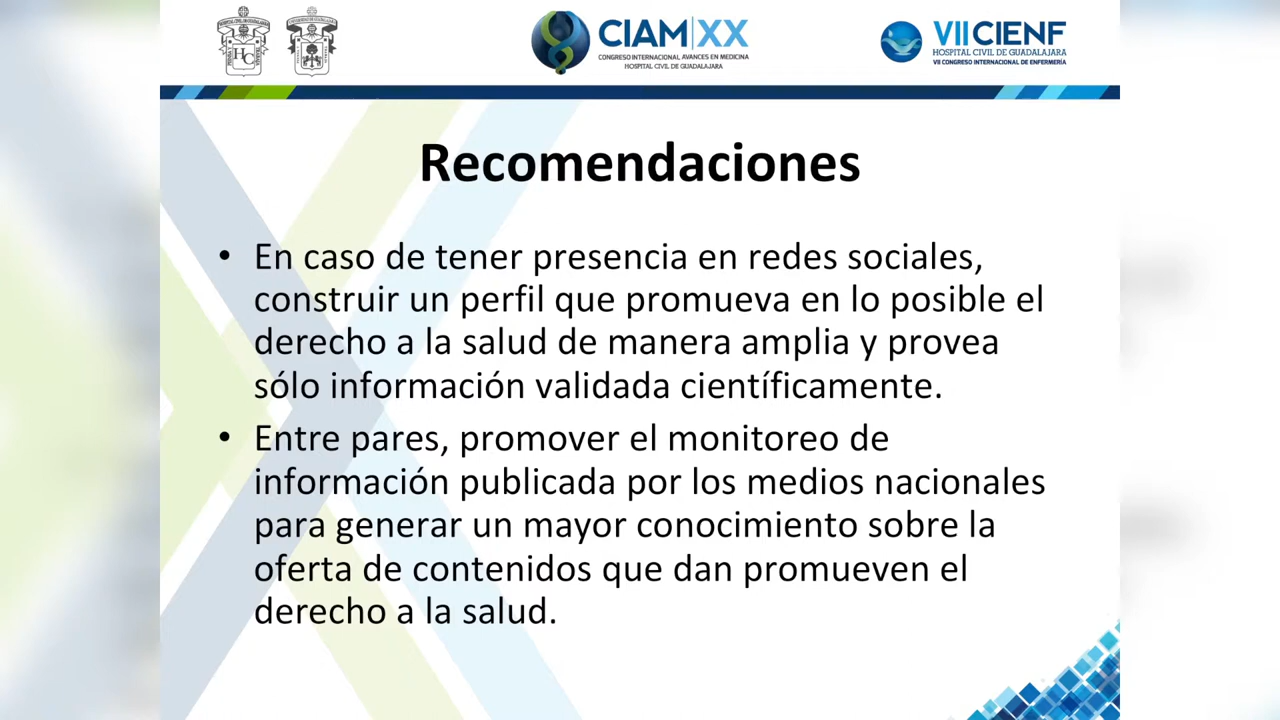 CIAM|XX
CONGRESO INTERNACIONAL AVANCES EN MEDICINA
HOSPITAL CIVIL DE GUADALAJARA
VII CIENF
HOSPITAL CIVIL DE GUADALAJARA
VII CONGRESO INTERNACIONAL DE ENFERMERÍA
Recomendaciones
• En caso de tener presencia en redes sociales,
construir un perfil que promueva en lo posible el
derecho a la salud de manera amplia y provea
sólo información validada científicamente.
• Entre pares, promover el monitoreo de
información publicada por los medios nacionales
para generar un mayor conocimiento sobre la
oferta de contenidos que dan promueven el
derecho a la salud.